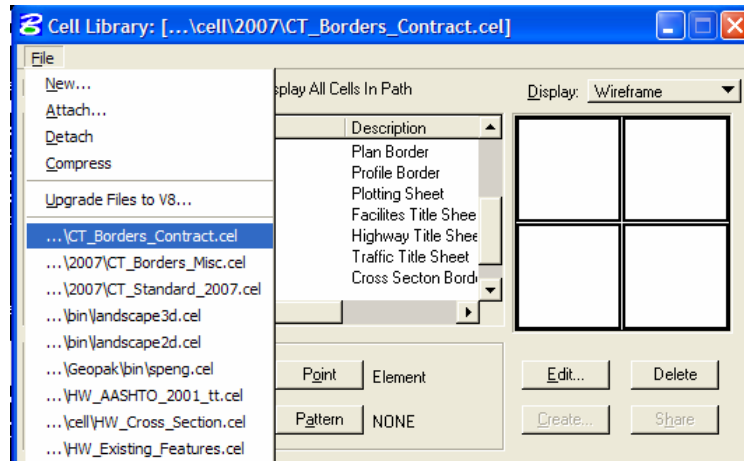 Cell Library: [...\cell\2007\CT_Borders_Contract.cel]
File
New...
Attach...
Detach
Compress
Upgrade Files to V8...
...\CT_Borders_Contract.cel
...\2007\CT_Borders_Misc.cel
...\2007\CT_Standard_2007.cel
...\bin\landscape3d.cel
...\bin\landscape2d.cel
...\Geopak\bin\speng.cel
...\HW_AASHTO_2001_tt.cel
...\cell\HW_Cross_Section.cel
...\HW_Existing_Features.cel
splay All Cells In Path
Display: Wireframe
Description
Plan Border
Profile Border
Plotting Sheet
Facilites Title Shee
Highway Title Shee
Traffic Title Sheet
Cross Secton Bord
Point Element
Edit... Delete
Pattern NONE
Create... Share